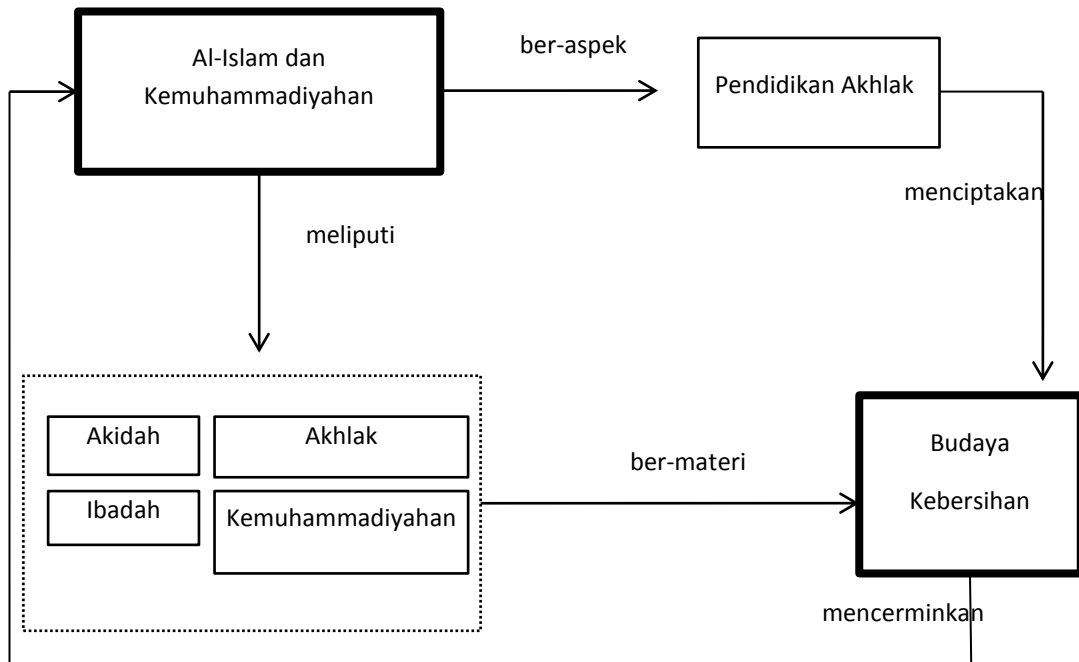 Al-Islam dan
Kemuhammadiyahan
ber-aspek
Pendidikan Akhlak
menciptakan
meliputi
Akidah
Akhlak
Ibadah
Kemuhammadiyahan
ber-materi
Budaya
Kebersihan
mencerminkan